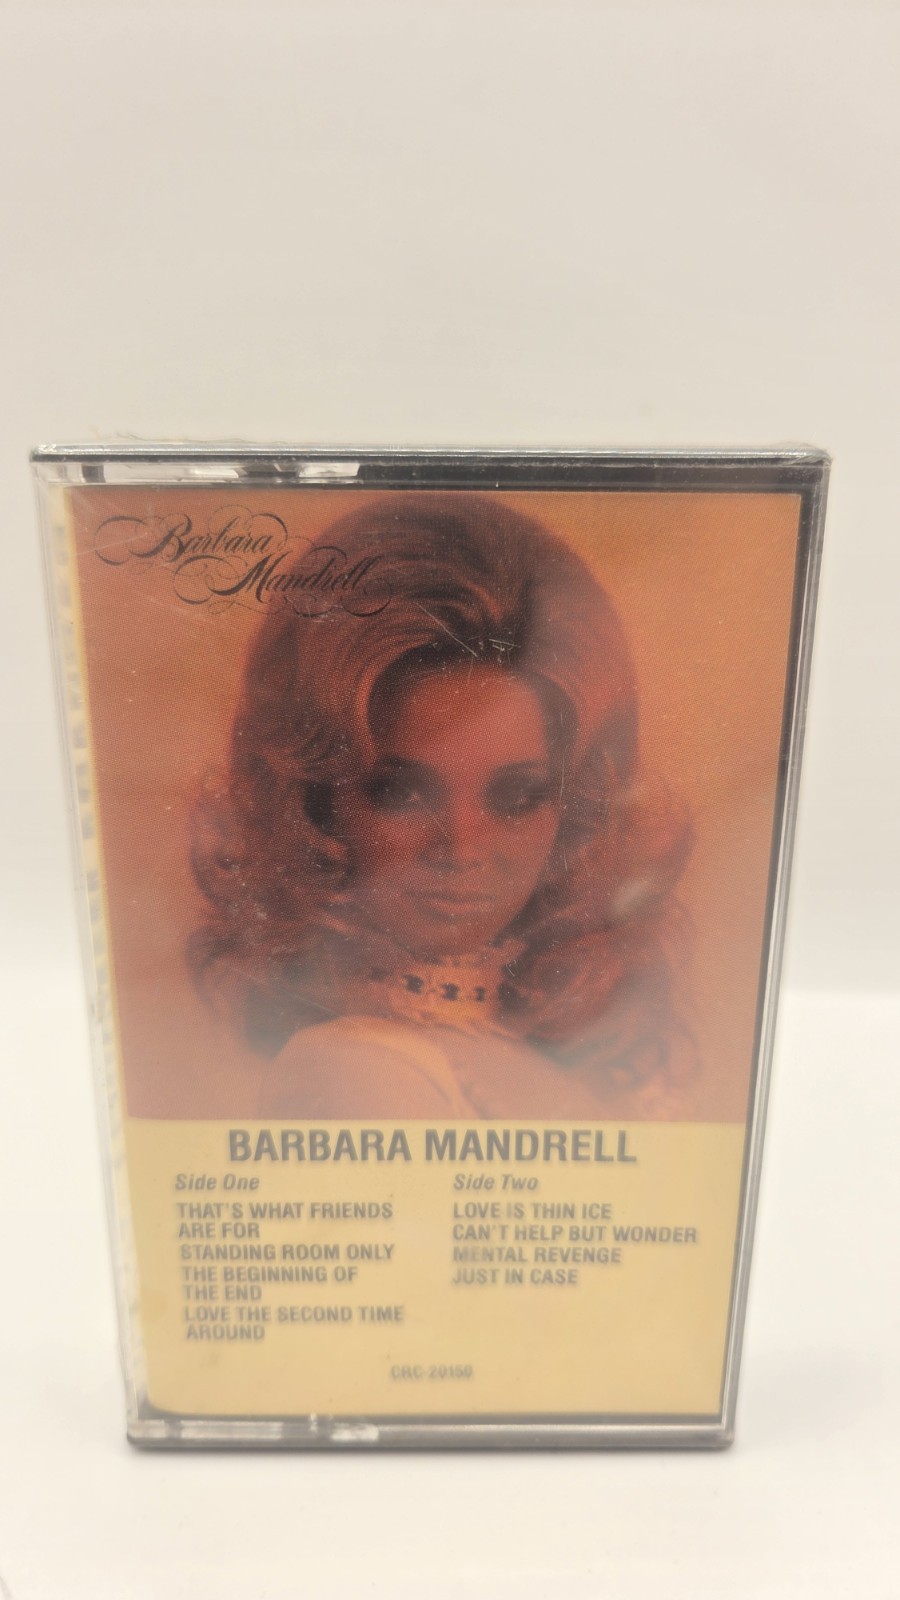 Barbara
Mandrell
BARBARA MANDRELL
Side One
THAT'S WHAT FRIENDS
ARE FOR
STANDING ROOM ONLY
THE BEGINNING OF
THE END
LOVE THE SECOND TIME
AROUND
Side Two
LOVE IS THIN ICE
CAN'T HELP BUT WONDER
MENTAL REVENGE
JUST IN CASE
CRC-20150